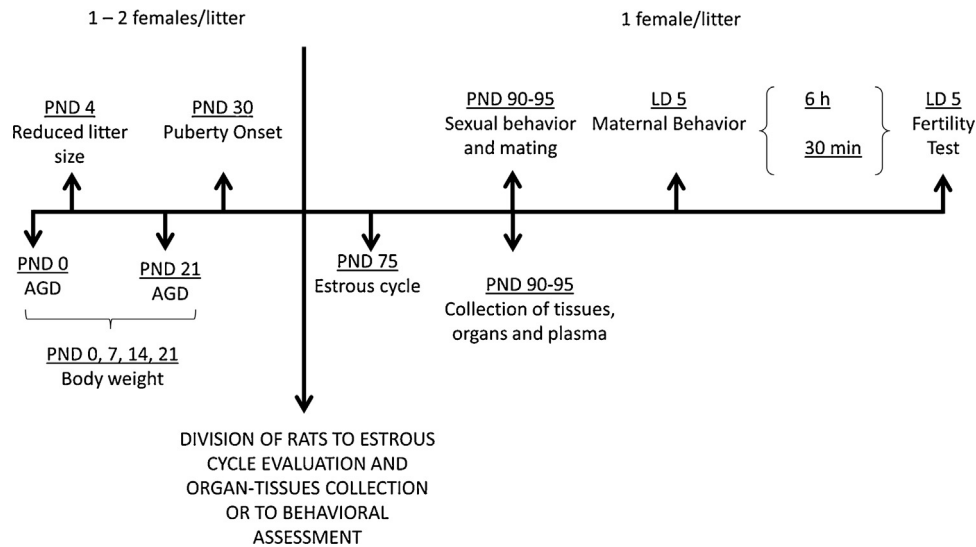 1 – 2 females/litter
1 female/litter
PND 4
Reduced litter
size
PND 30
Puberty Onset
PND 90-95
Sexual behavior
and mating
LD 5
Maternal Behavior
6 h
30 min
LD 5
Fertility
Test
PND 0
AGD
PND 21
AGD
PND 75
Estrous cycle
PND 90-95
Collection of tissues,
organs and plasma
PND 0, 7, 14, 21
Body weight
DIVISION OF RATS TO ESTROUS
CYCLE EVALUATION AND
ORGAN-TISSUES COLLECTION
OR TO BEHAVIORAL
ASSESSMENT